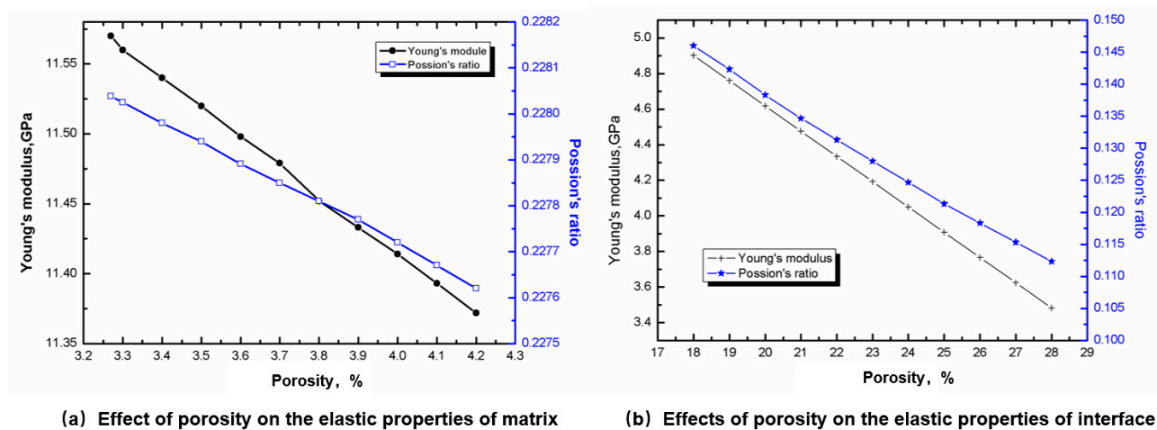 Young's modulus,GPa
11.55
11.50
11.45
11.40
11.35
Young's module
Possion's ratio
0.2282
0.2281
0.2280
0.2279
0.2278
0.2277
0.2276
0.2275
Possion's ratio
3.2 3.3 3.4 3.5 3.6 3.7 3.8 3.9 4.0 4.1 4.2 4.3
Porosity, %
(a) Effect of porosity on the elastic properties of matrix
Young's modulus,GPa
5.0
4.8
4.6
4.4
4.2
4.0
3.8
3.6
3.4
Young's modulus
Possion's ratio
0.150
0.145
0.140
0.135
0.130
0.125
0.120
0.115
0.110
0.105
0.100
Possion's ratio
17 18 19 20 21 22 23 24 25 26 27 28 29
Porosity, %
(b) Effects of porosity on the elastic properties of interface